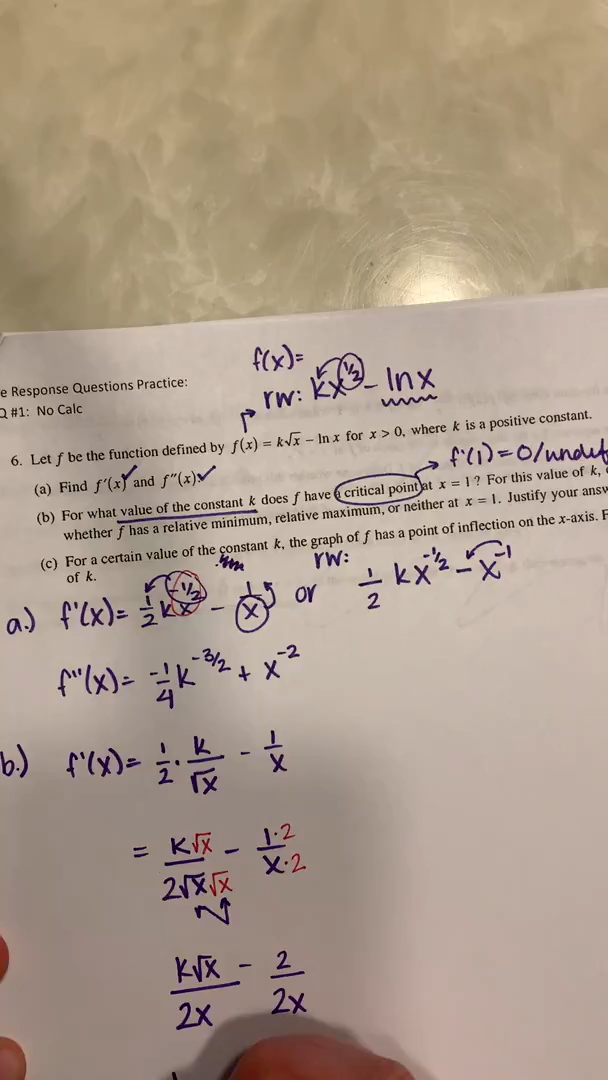 f(x)=
rw: kx^1/2 - ln x
e Response Questions Practice:
Q #1: No Calc
6. Let f be the function defined by f(x) = k√x − ln x for x > 0, where k is a positive constant.
f'(1) = 0/undef
(a) Find f′(x) and f″(x).
(b) For what value of the constant k does f have a critical point at x = 1? For this value of k,
whether f has a relative minimum, relative maximum, or neither at x = 1. Justify your answ
(c) For a certain value of the constant k, the graph of f has a point of inflection on the x-axis. F
of k.
rw:
a.) f'(x)= 1/2 kx^-1/2 - 1/x or 1/2 kx^-1/2 - x^-1
f"(x)= -1/4 k^-3/2 + x^-2
b.) f'(x)= 1/2 · k/√x - 1/x
= k√x/2√x√x - 1·2/x·2
k√x/2x - 2/2x